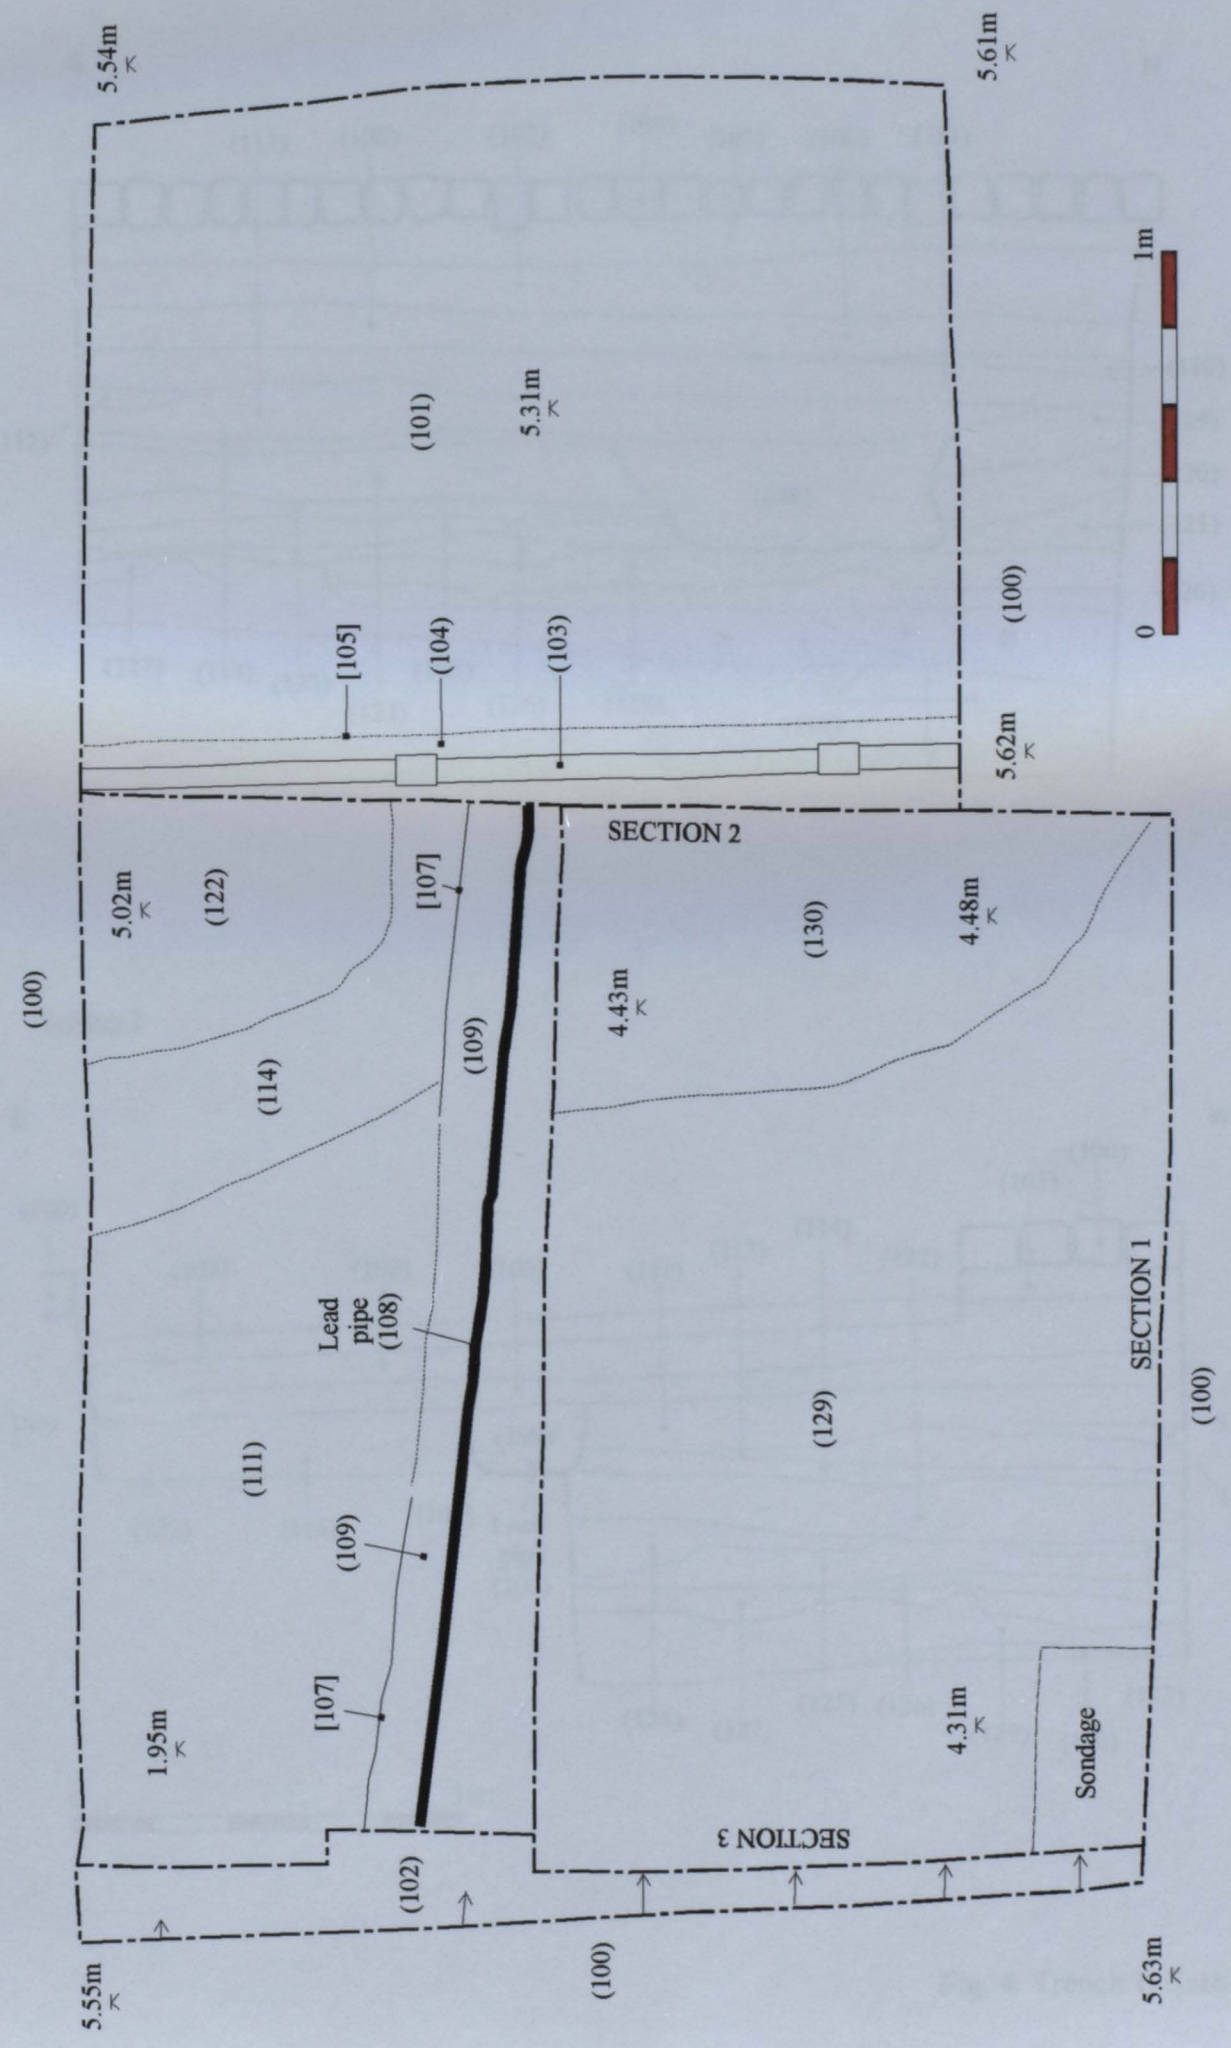 5.54m
5.61m
1m
(101)
5.31m
[105]
(104)
(103)
(100)
0
5.62m
SECTION 2
5.02m
(122)
[107]
(130)
4.48m
(100)
4.43m
(109)
(114)
Lead
pipe
(108)
SECTION 1
(111)
(129)
(100)
(109)
[107]
1.95m
4.31m
Sondage
SECTION 3
(102)
5.55m
(100)
5.63m